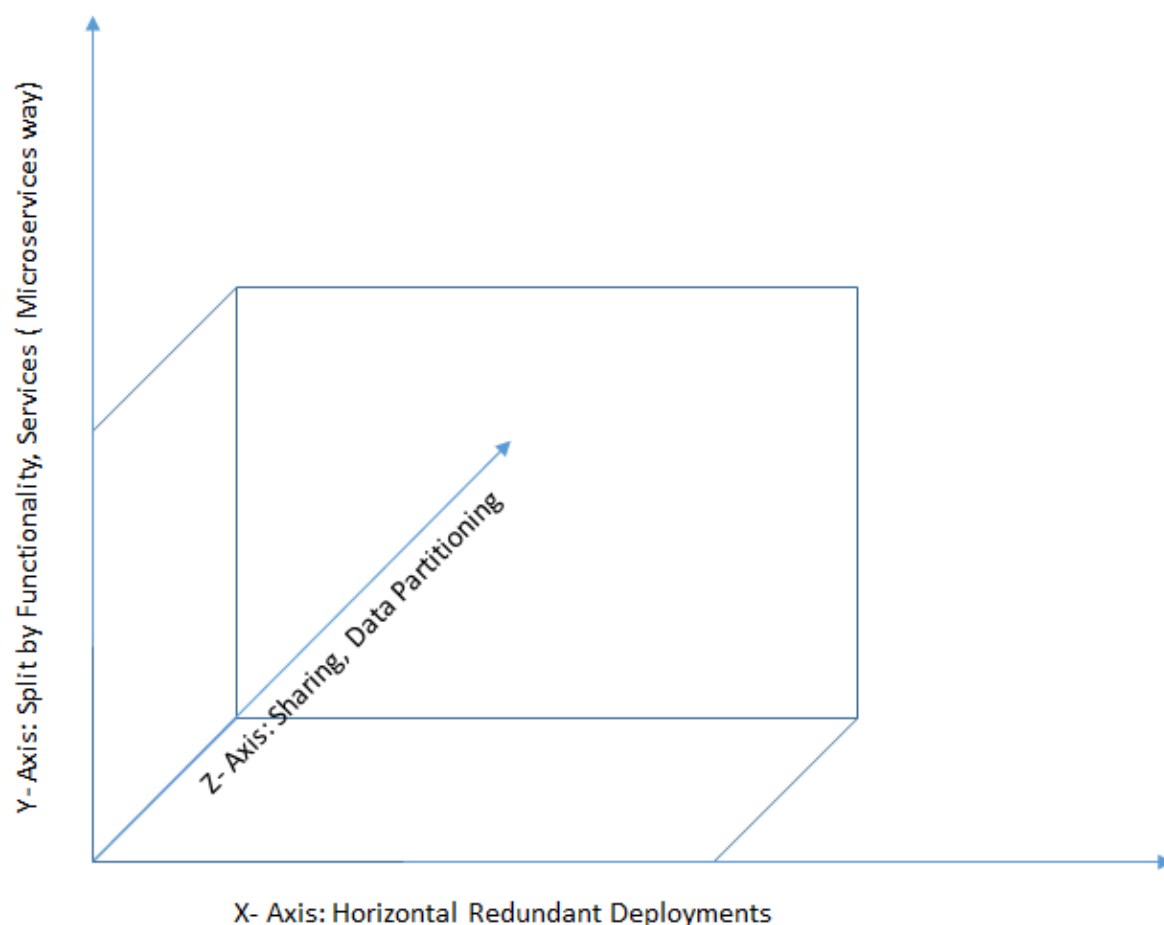 Y- Axis: Split by Functionality, Services ( Microservices way)
Z- Axis: Sharing, Data Partitioning
X- Axis: Horizontal Redundant Deployments